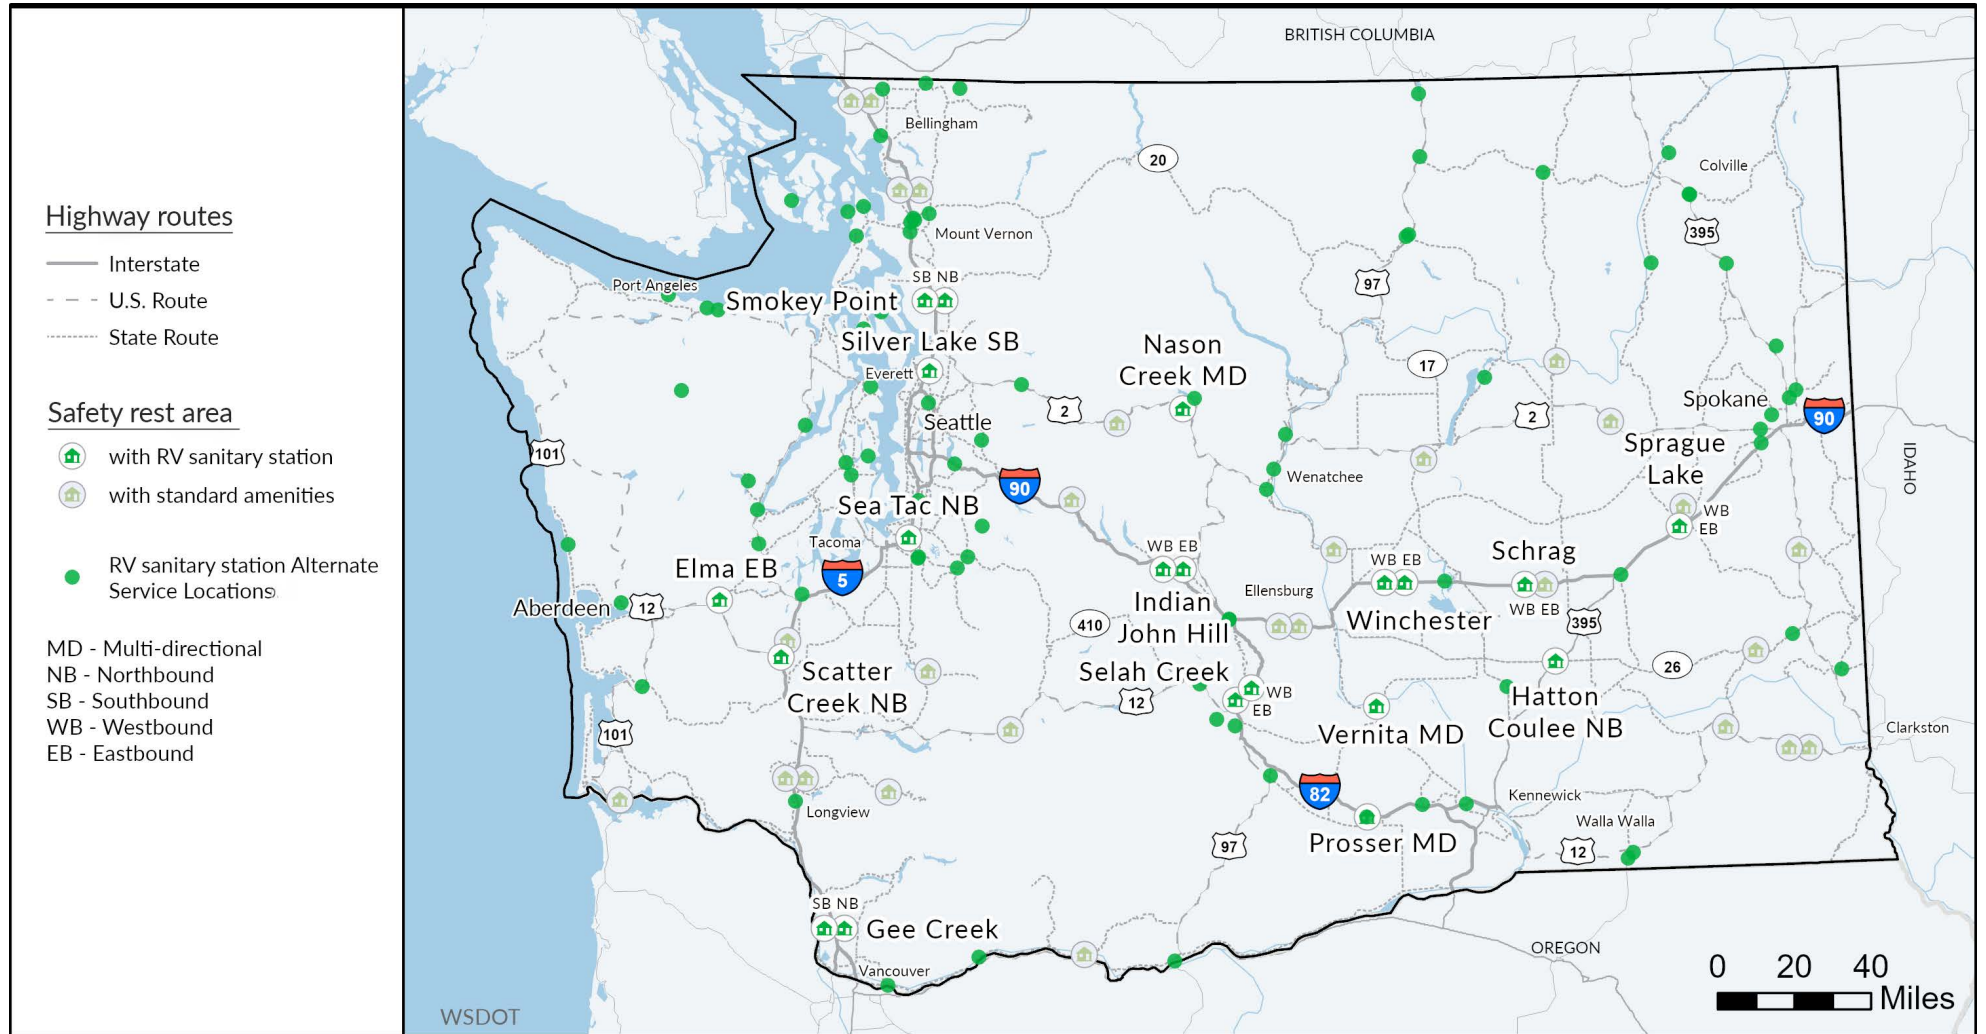 Highway routes
Interstate
U.S. Route
State Route
Safety rest area
with RV sanitary station
with standard amenities
RV sanitary station Alternate
Service Locations
MD - Multi-directional
NB - Northbound
SB - Southbound
WB - Westbound
EB - Eastbound
BRITISH COLUMBIA
Bellingham
20
Colville
395
Mount Vernon
Port Angeles
SB NB
97
Smokey Point
Silver Lake SB
Nason
Creek MD
17
Everett
2
2
Spokane
90
Seattle
Sprague
Lake
101
IDAHO
Wenatchee
90
Sea Tac NB
WB
EB
Tacoma
WB EB
WB EB
Schrag
Elma EB
5
Ellensburg
Aberdeen
12
Indian
John Hill
Winchester
WB EB
395
410
Scatter
Creek NB
Selah Creek
26
12
WB
EB
Hatton
Coulee NB
101
Vernita MD
Clarkston
82
Longview
Kennewick
Walla Walla
97
Prosser MD
12
SB NB
Gee Creek
OREGON
Vancouver
0 20 40
Miles
WSDOT